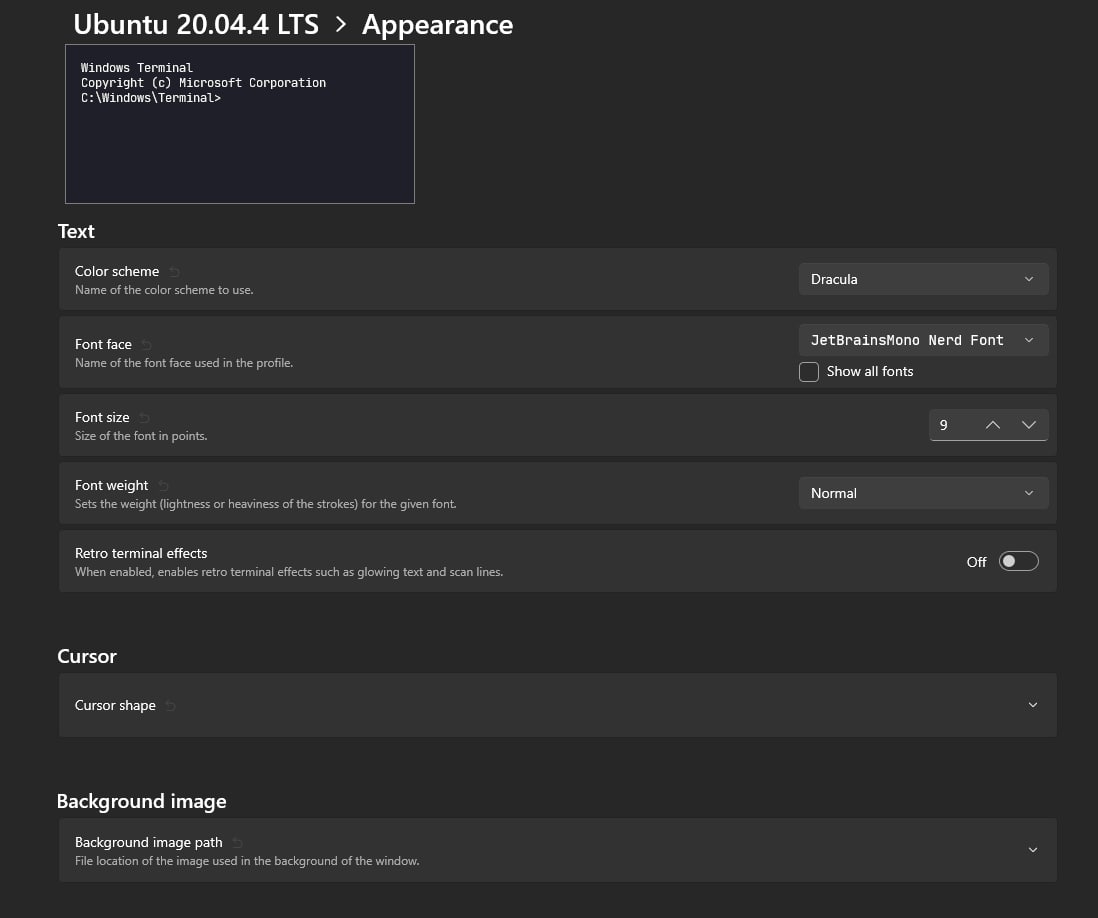 Ubuntu 20.04.4 LTS > Appearance
Windows Terminal
Copyright (c) Microsoft Corporation
C:\Windows\Terminal>
Text
Color scheme
Name of the color scheme to use.
Dracula
Font face
Name of the font face used in the profile.
JetBrainsMono Nerd Font
Show all fonts
Font size
Size of the font in points.
9
Font weight
Sets the weight (lightness or heaviness of the strokes) for the given font.
Normal
Retro terminal effects
When enabled, enables retro terminal effects such as glowing text and scan lines.
Off
Cursor
Cursor shape
Background image
Background image path
File location of the image used in the background of the window.